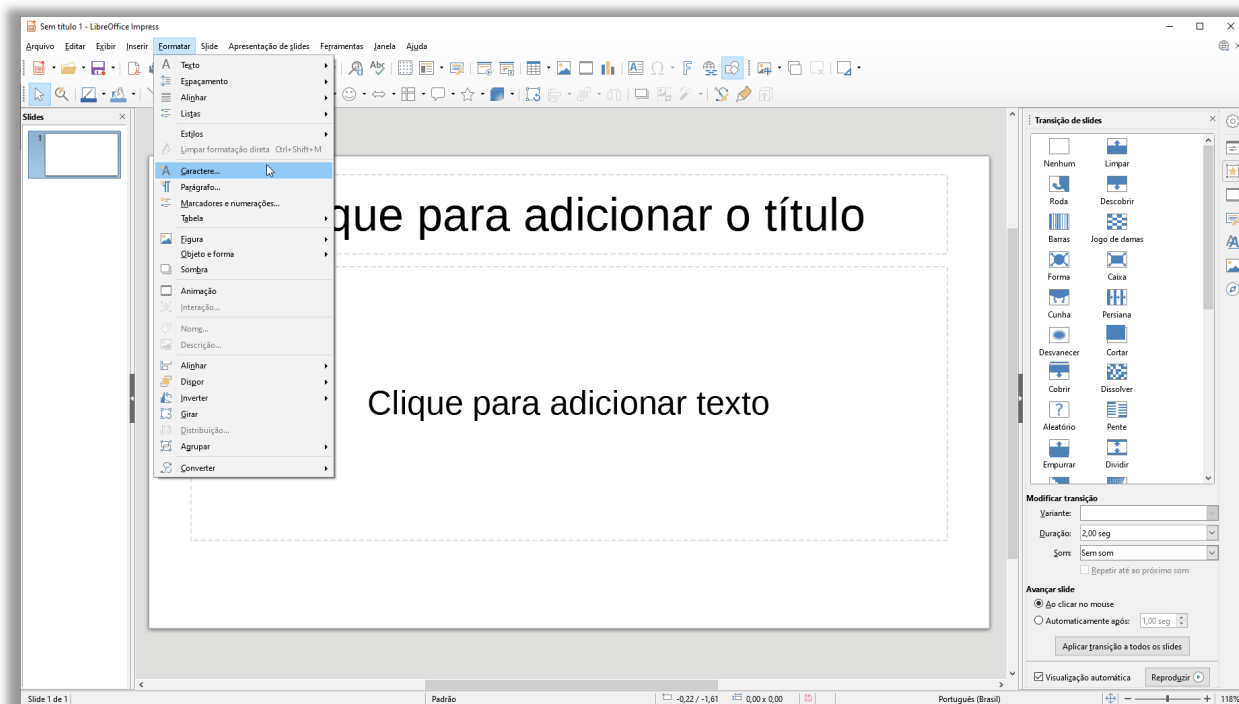 Sem título 1 - LibreOffice Impress
Arquivo Editar Exibir Inserir Formatar Slide Apresentação de slides Ferramentas Janela Ajuda
Texto
Espaçamento
Alinhar
Listas
Estilos
Limpar formatação direta Ctrl+Shift+M
Caractere...
Parágrafo...
Marcadores e numerações...
Tabela
Figura
Objeto e forma
Sombra
Animação
Interação...
Nome...
Descrição...
Alinhar
Dispor
Inverter
Girar
Distribuição...
Agrupar
Converter
Slides
1
que para adicionar o título
Clique para adicionar texto
Transição de slides
Nenhum Limpar
Roda Descobrir
Barras Jogo de damas
Forma Caixa
Cunha Persiana
Desvanecer Cortar
Cobrir Dissolver
Aleatório Pente
Empurrar Dividir
Modificar transição
Variante:
Duração: 2,00 seg
Som: Sem som
Repetir até ao próximo som
Avançar slide
Ao clicar no mouse
Automaticamente após: 1,00 seg
Aplicar transição a todos os slides
Visualização automática Reproduzir
Slide 1 de 1 Padrão -0,22 / -1,61 0,00 x 0,00 Português (Brasil) 118%